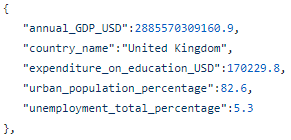 {
"annual_GDP_USD":2885570309160.9,
"country_name":"United Kingdom",
"expenditure_on_education_USD":170229.8,
"urban_population_percentage":82.6,
"unemployment_total_percentage":5.3
},